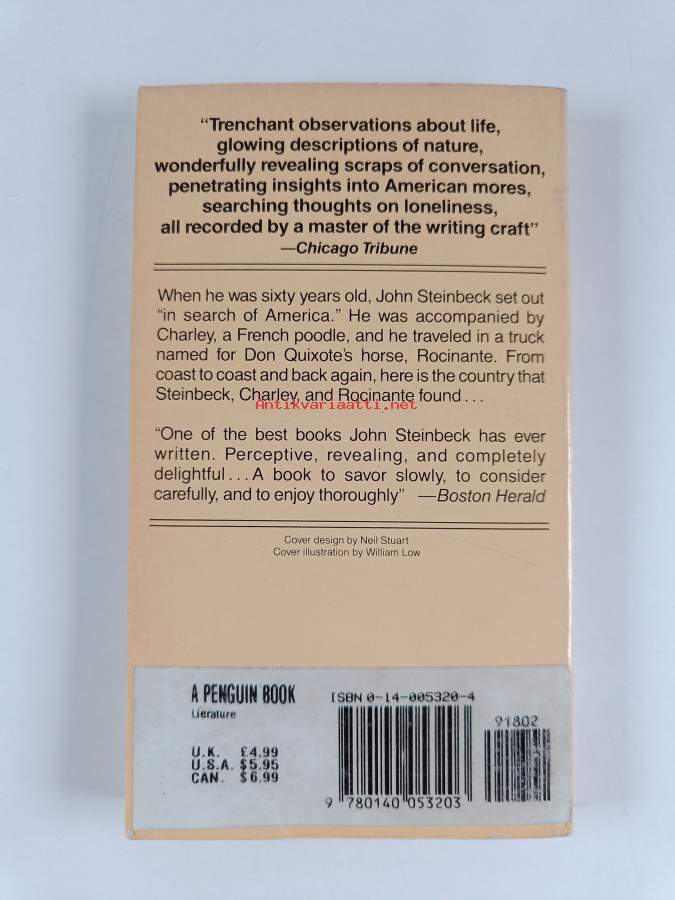 “Trenchant observations about life,
glowing descriptions of nature,
wonderfully revealing scraps of conversation,
penetrating insights into American mores,
searching thoughts on loneliness,
all recorded by a master of the writing craft”
—Chicago Tribune
When he was sixty years old, John Steinbeck set out
“in search of America.” He was accompanied by
Charley, a French poodle, and he traveled in a truck
named for Don Quixote’s horse, Rocinante. From
coast to coast and back again, here is the country that
Steinbeck, Charley, and Rocinante found...
Antikvariaatti.net
“One of the best books John Steinbeck has ever
written. Perceptive, revealing, and completely
delightful...A book to savor slowly, to consider
carefully, and to enjoy thoroughly” —Boston Herald
Cover design by Neil Stuart
Cover illustration by William Low
A PENGUIN BOOK
Lierature
U.K. £4.99
U.S.A. $5.95
CAN. $6.99
ISBN 0-14-005320-4
91802
9 780140 053203